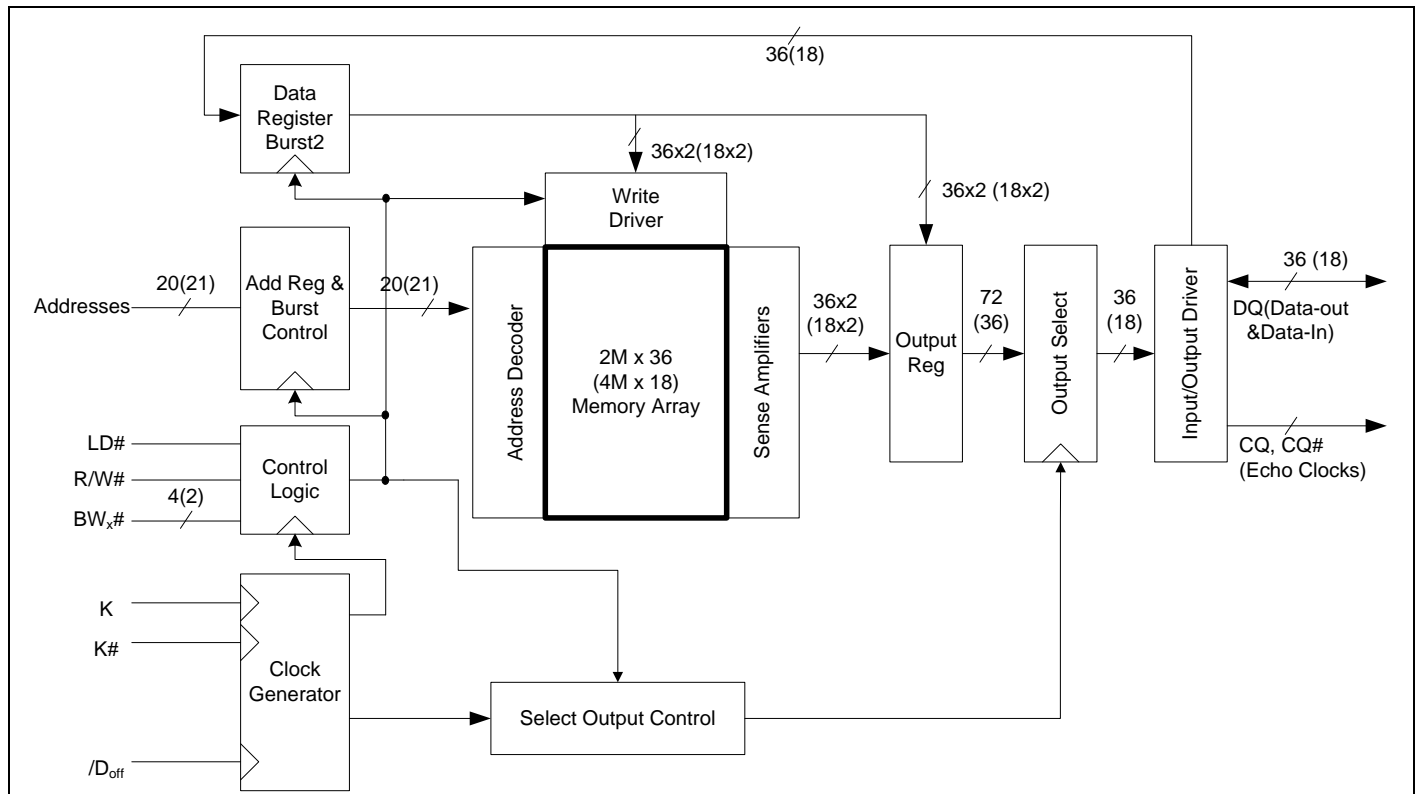 36(18)
Data
Register
Burst2
36x2(18x2)
Write
Driver
36x2 (18x2)
Addresses
20(21)
Add Reg &
Burst
Control
20(21)
Address Decoder
2M x 36
(4M x 18)
Memory Array
Sense Amplifiers
36x2
(18x2)
Output
Reg
72
(36)
Output Select
36
(18)
Input/Output Driver
36 (18)
DQ(Data-out
&Data-In)
CQ, CQ#
(Echo Clocks)
LD#
R/W#
BWx#
4(2)
Control
Logic
K
K#
/Doff
Clock
Generator
Select Output Control